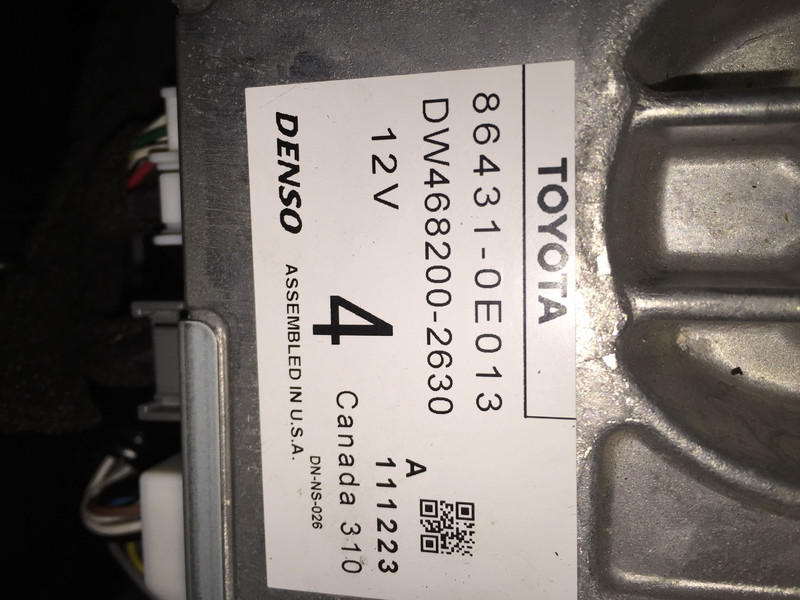 TOYOTA
86431-0E013
DW468200-2630
12V
A
111223
4
Canada 310
DENSO ASSEMBLED IN U.S.A.
DN-NS-026